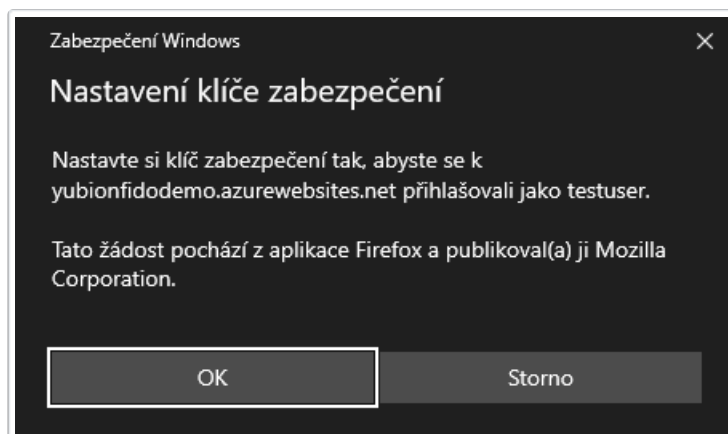 Zabezpečení Windows
Nastavení klíče zabezpečení
Nastavte si klíč zabezpečení tak, abyste se k
yubionfidodemo.azurewebsites.net přihlašovali jako testuser.
Tato žádost pochází z aplikace Firefox a publikoval(a) ji Mozilla
Corporation.
OK
Storno